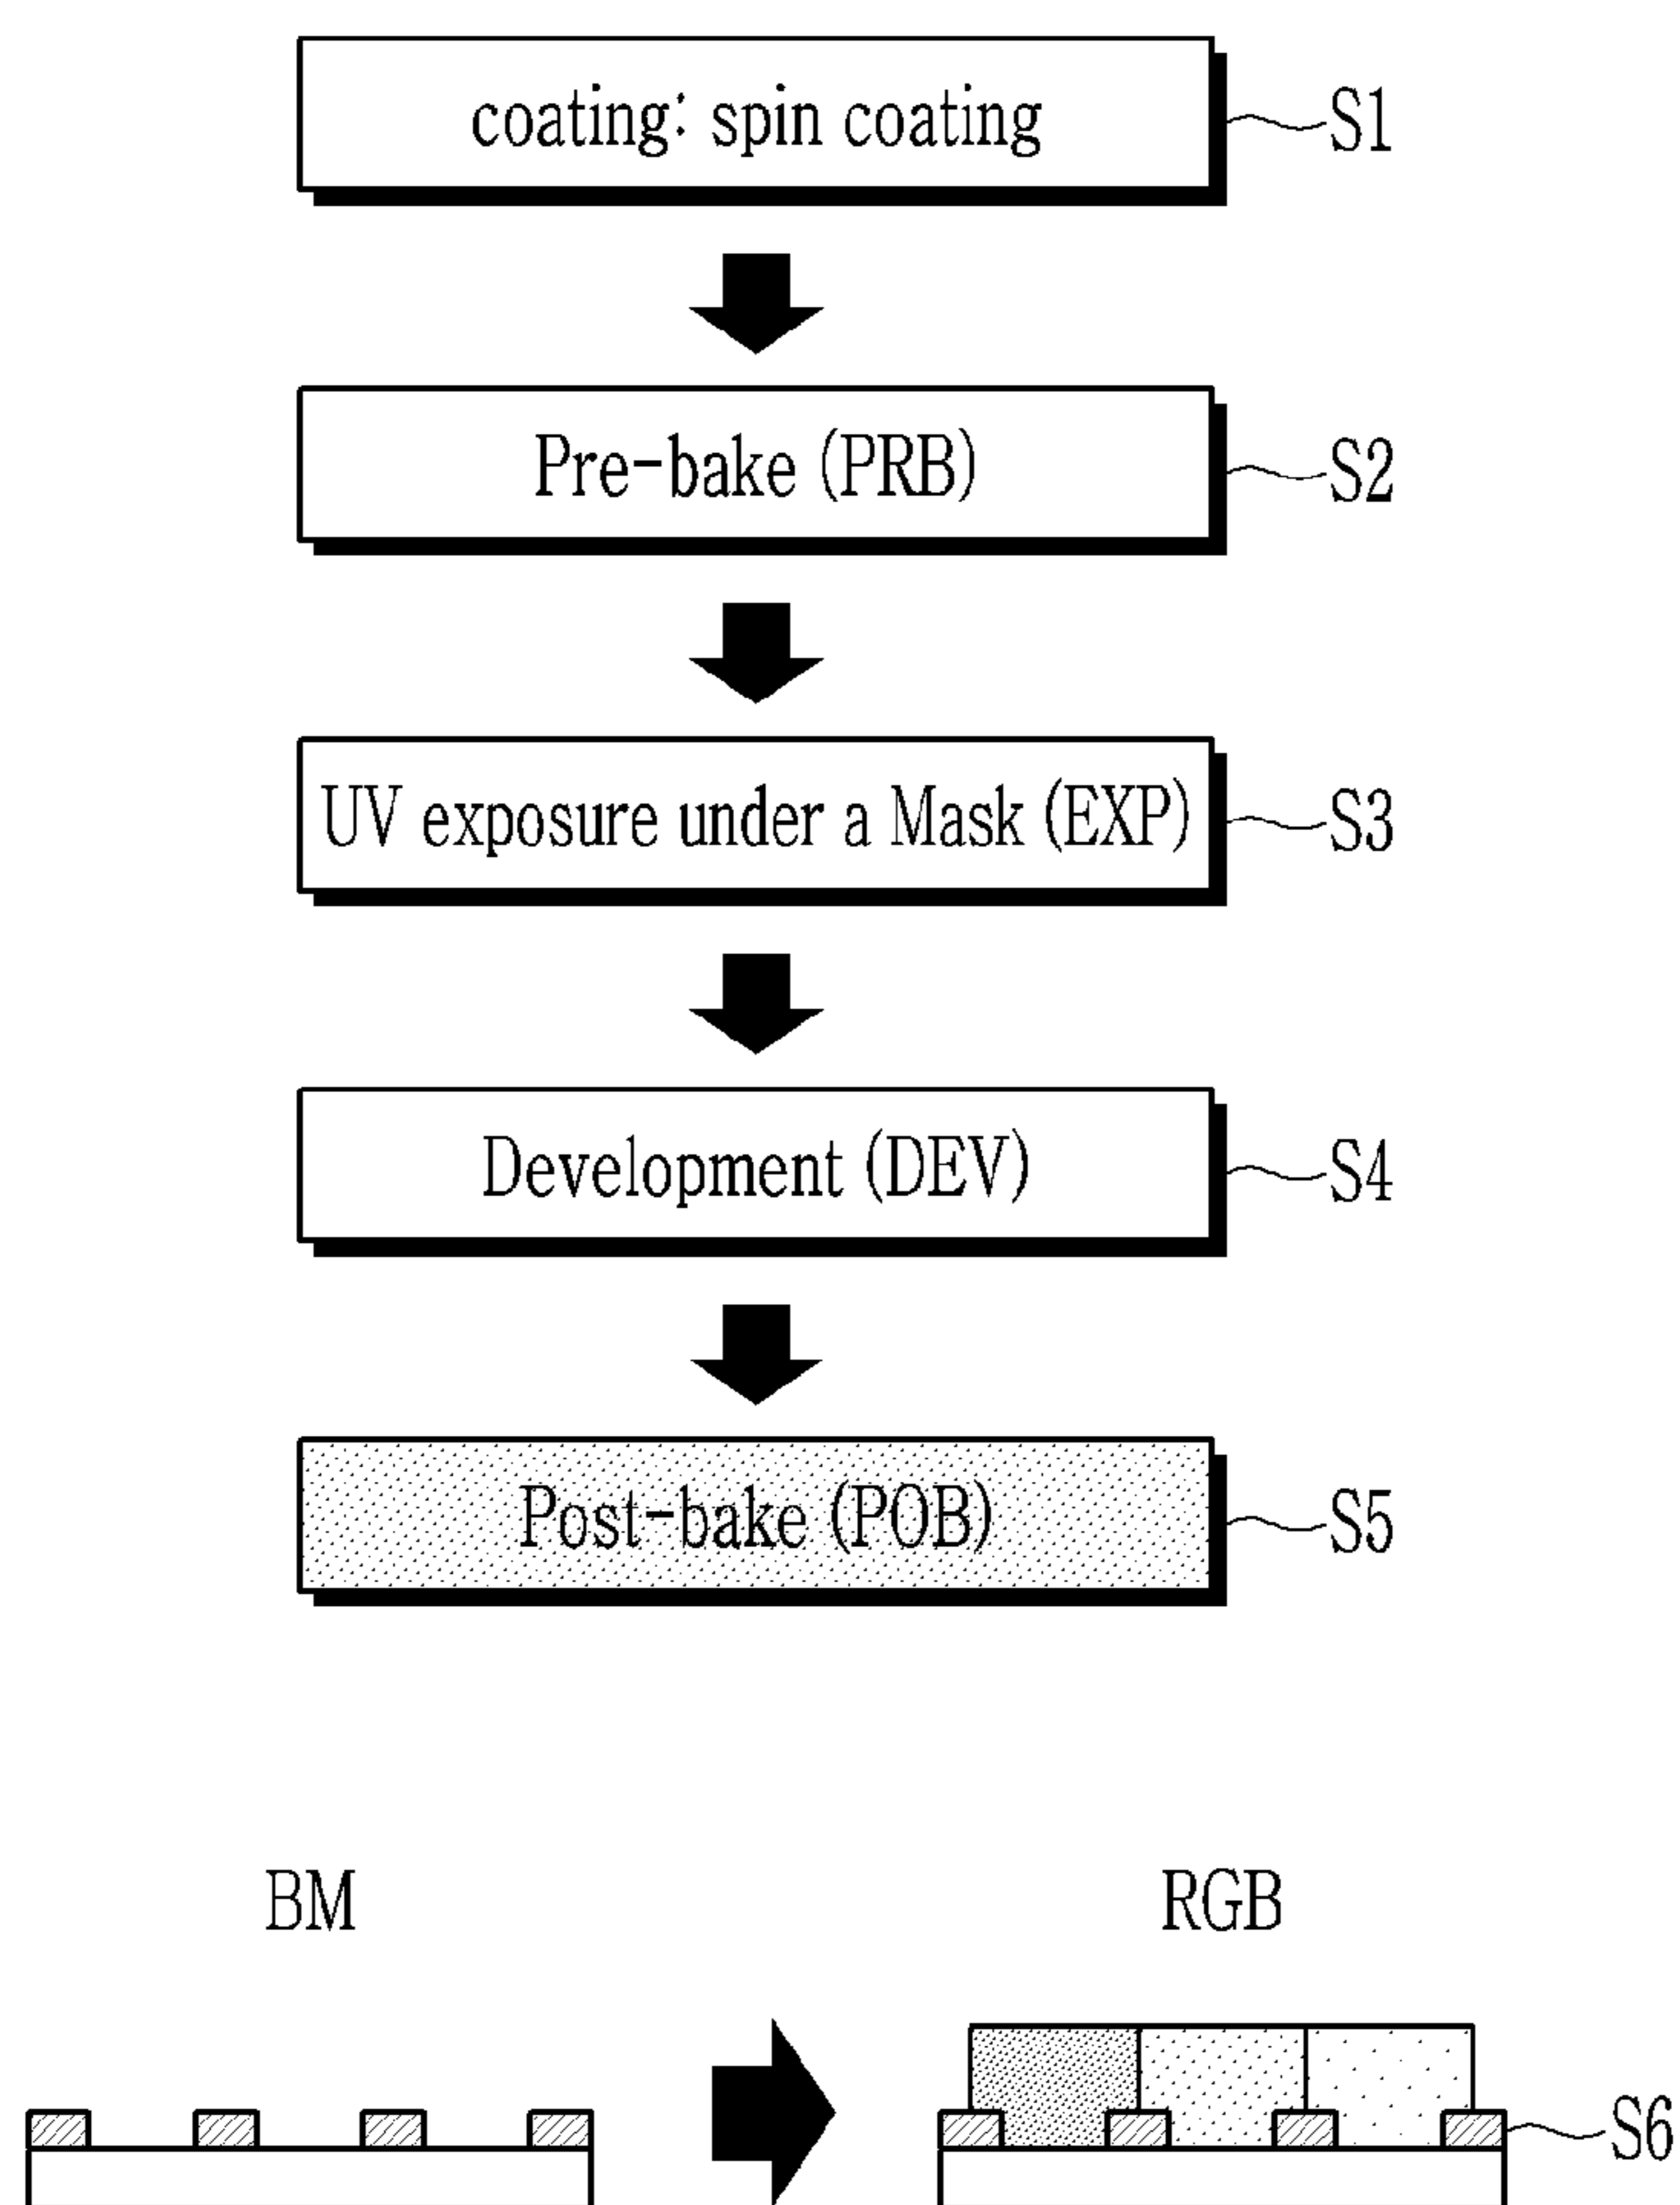 coating: spin coating
S1
Pre-bake (PRB)
S2
UV exposure under a Mask (EXP)
S3
Development (DEV)
S4
Post-bake (POB)
S5
BM
RGB
S6